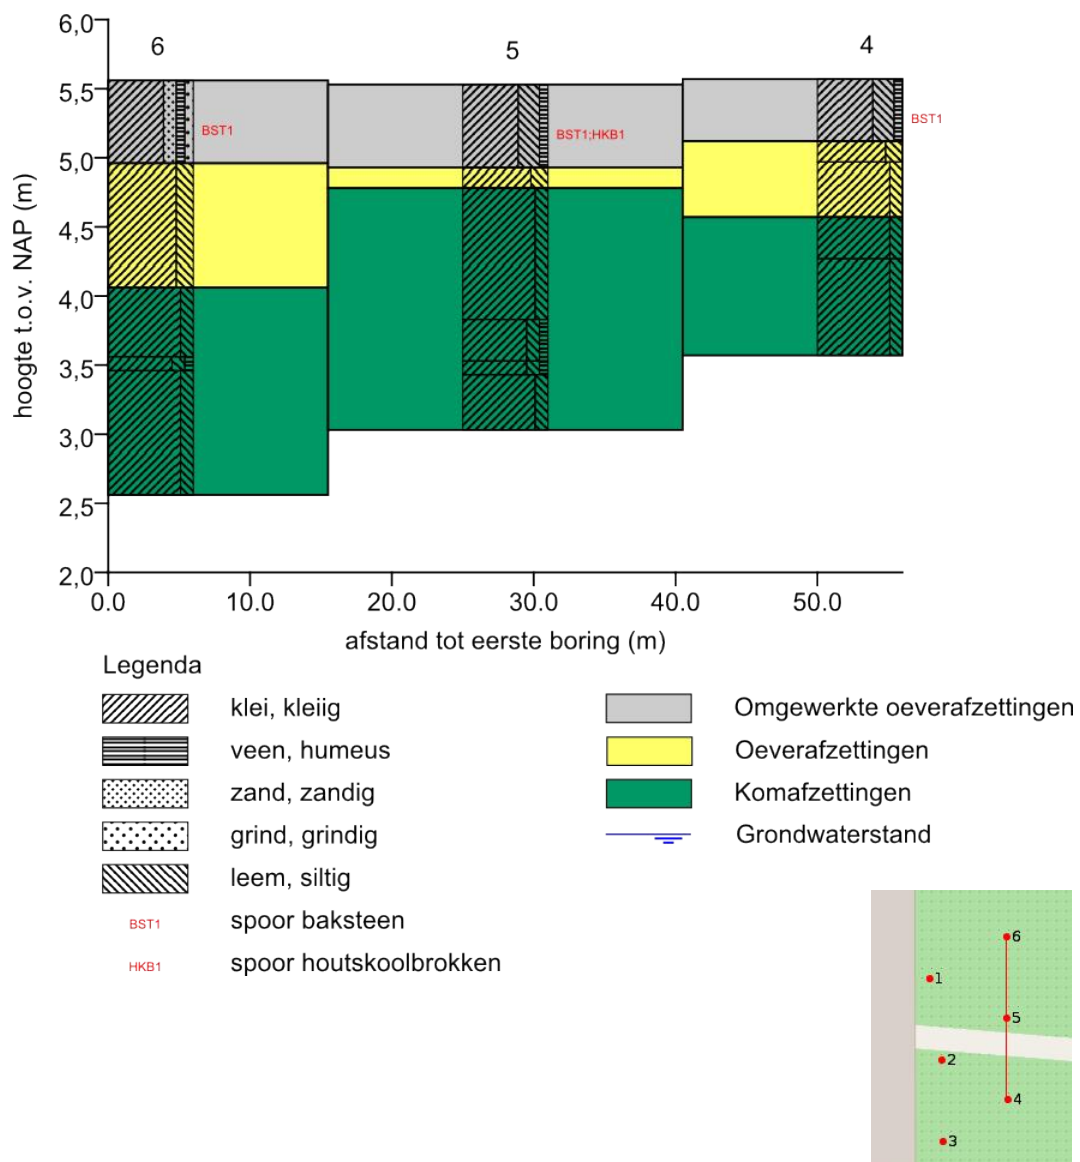 6,0
6
5
4
5,5
BST1
BST1;HKB1
BST1
5,0
4,5
4,0
3,5
3,0
2,5
2,0
hoogte t.o.v. NAP (m)
0.0 10.0 20.0 30.0 40.0 50.0
afstand tot eerste boring (m)
Legenda
klei, kleiig
veen, humeus
zand, zandig
grind, grindig
leem, siltig
BST1 spoor baksteen
HKB1 spoor houtskoolbrokken
Omgewerkte oeverafzettingen
Oeverafzettingen
Komafzettingen
Grondwaterstand
6
1
5
2
4
3